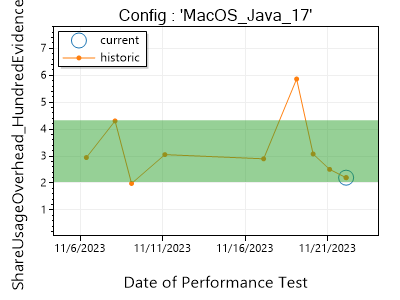 Config : 'MacOS_Java_17'
ShareUsageOverhead_HundredEvidence
current
historic
7
6
5
4
3
2
1
11/6/2023
11/11/2023
11/16/2023
11/21/2023
Date of Performance Test